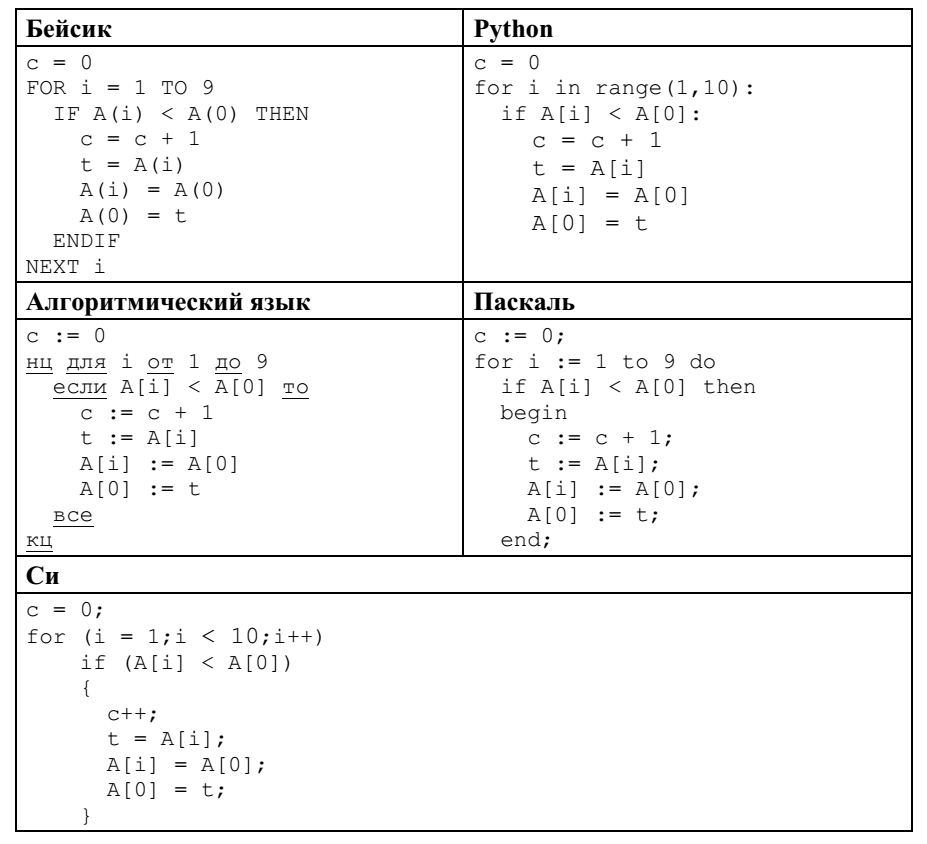 Бейсик
c = 0
FOR i = 1 TO 9
  IF A(i) < A(0) THEN
    c = c + 1
    t = A(i)
    A(i) = A(0)
    A(0) = t
  ENDIF
NEXT i
Python
c = 0
for i in range(1,10):
  if A[i] < A[0]:
    c = c + 1
    t = A[i]
    A[i] = A[0]
    A[0] = t
Алгоритмический язык
c := 0
нц для i от 1 до 9
  если A[i] < A[0] то
    c := c + 1
    t := A[i]
    A[i] := A[0]
    A[0] := t
  все
кц
Паскаль
c := 0;
for i := 1 to 9 do
  if A[i] < A[0] then
  begin
    c := c + 1;
    t := A[i];
    A[i] := A[0];
    A[0] := t;
  end;
Си
c = 0;
for (i = 1;i < 10;i++)
    if (A[i] < A[0])
    {
      c++;
      t = A[i];
      A[i] = A[0];
      A[0] = t;
    }